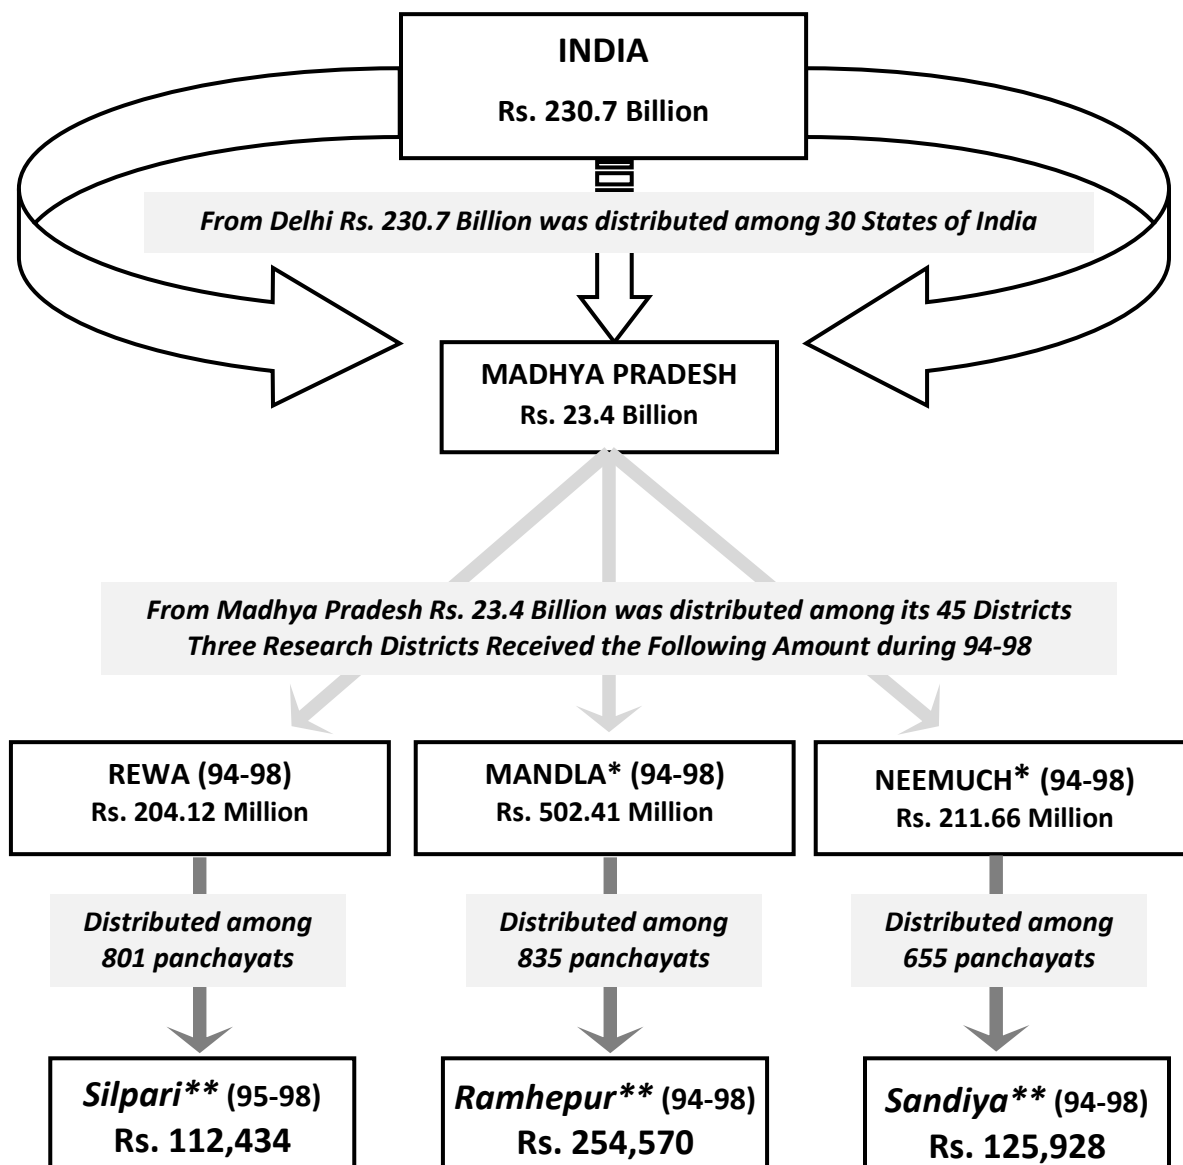 INDIA
Rs. 230.7 Billion
From Delhi Rs. 230.7 Billion was distributed among 30 States of India
MADHYA PRADESH
Rs. 23.4 Billion
From Madhya Pradesh Rs. 23.4 Billion was distributed among its 45 Districts
Three Research Districts Received the Following Amount during 94-98
REWA (94-98)
Rs. 204.12 Million
MANDLA* (94-98)
Rs. 502.41 Million
NEEMUCH* (94-98)
Rs. 211.66 Million
Distributed among
801 panchayats
Distributed among
835 panchayats
Distributed among
655 panchayats
Silpari** (95-98)
Rs. 112,434
Ramhepur** (94-98)
Rs. 254,570
Sandiya** (94-98)
Rs. 125,928